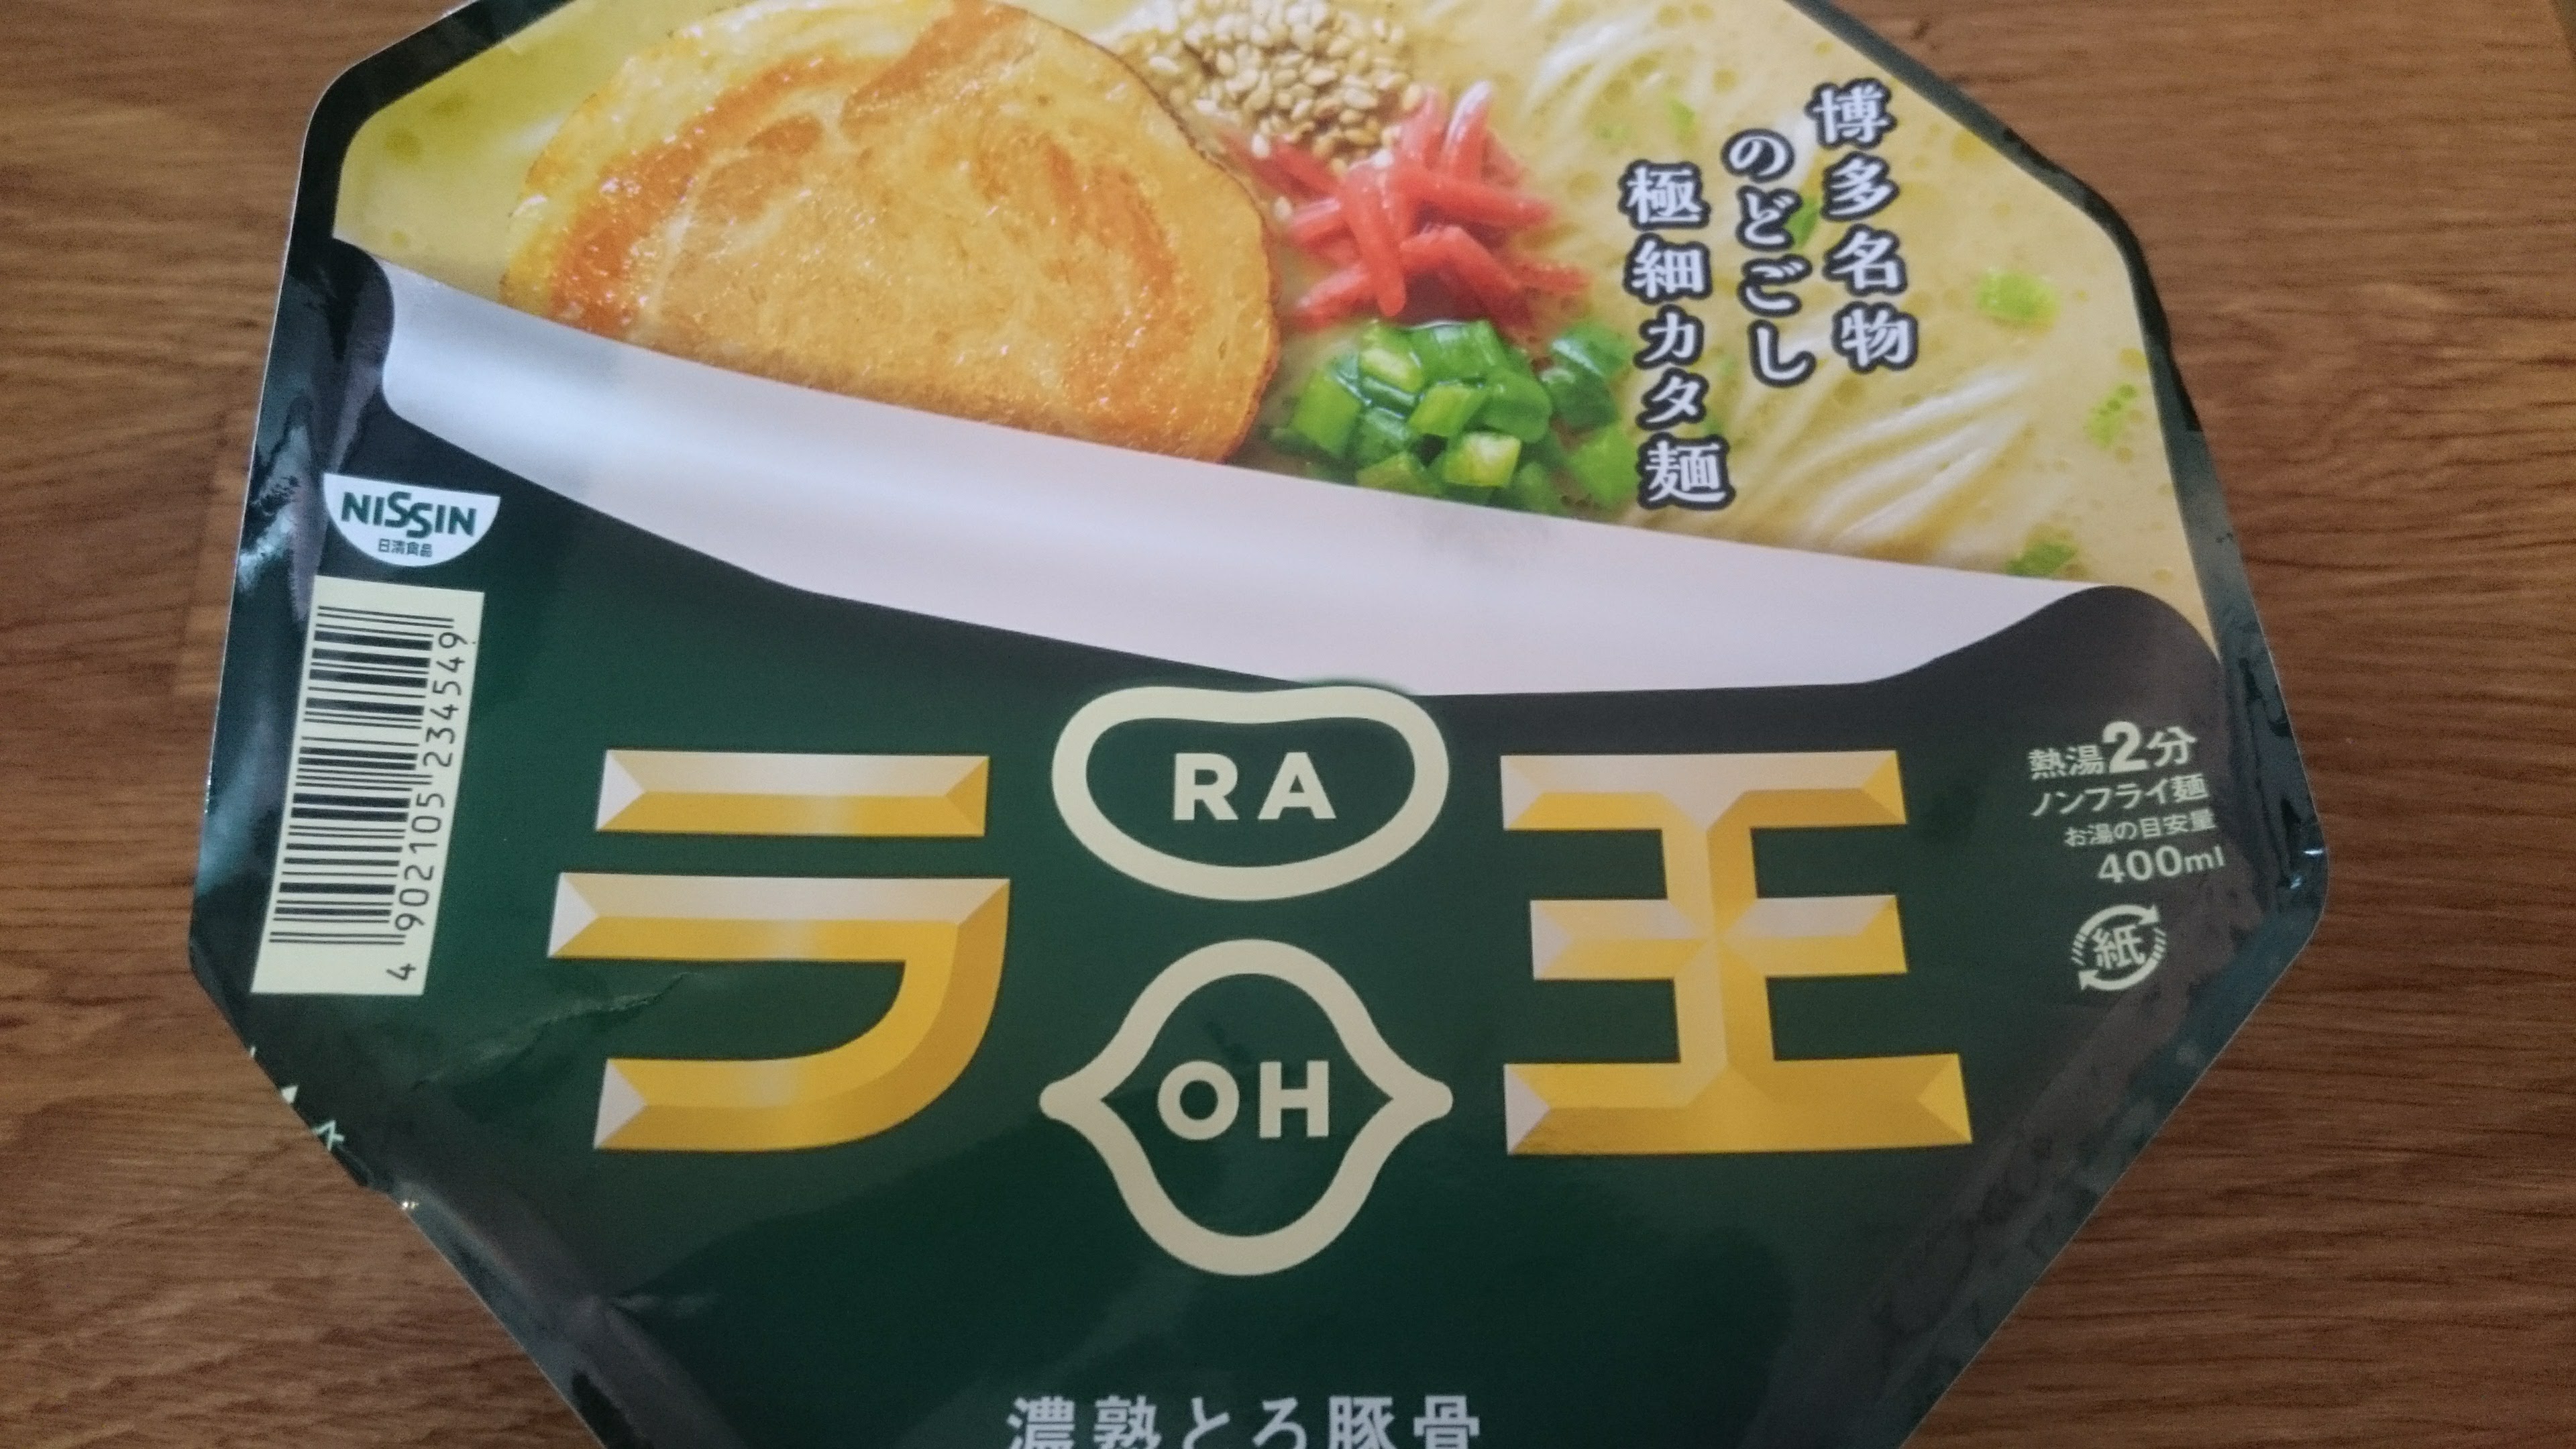 博多名物
のどごし
極細カタ麺
NISSIN
日清食品
4 902105 234549
ラ王
RA
OH
熱湯2分
ノンフライ麺
お湯の目安量
400ml
紙
濃熟とろ豚骨